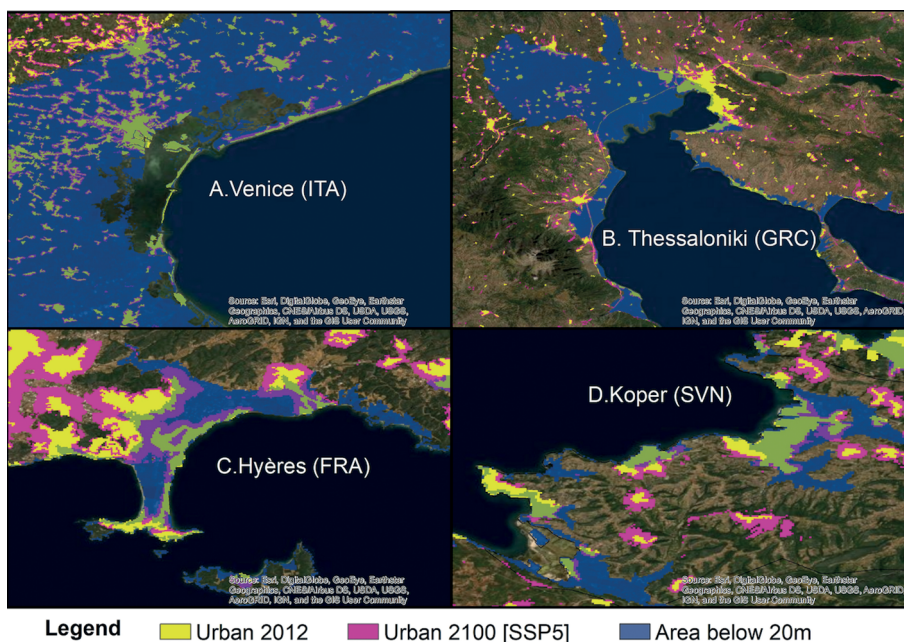 A.Venice (ITA)
Source: Esri, DigitalGlobe, GeoEye, Earthstar
Geographics, CNES/Airbus DS, USDA, USGS,
AeroGRID, IGN, and the GIS User Community
B. Thessaloniki (GRC)
Source: Esri, DigitalGlobe, GeoEye, Earthstar
Geographics, CNES/Airbus DS, USDA, USGS, AeroGRID,
IGN, and the GIS User Community
C.Hyères (FRA)
Source: Esri, DigitalGlobe, GeoEye, Earthstar
Geographics, CNES/Airbus DS, USDA, USGS,
AeroGRID, IGN, and the GIS User Community
D.Koper (SVN)
Source: Esri, DigitalGlobe, GeoEye, Earthstar
Geographics, CNES/Airbus DS, USDA, USGS, AeroGRID,
IGN, and the GIS User Community
Legend Urban 2012 Urban 2100 [SSP5] Area below 20m